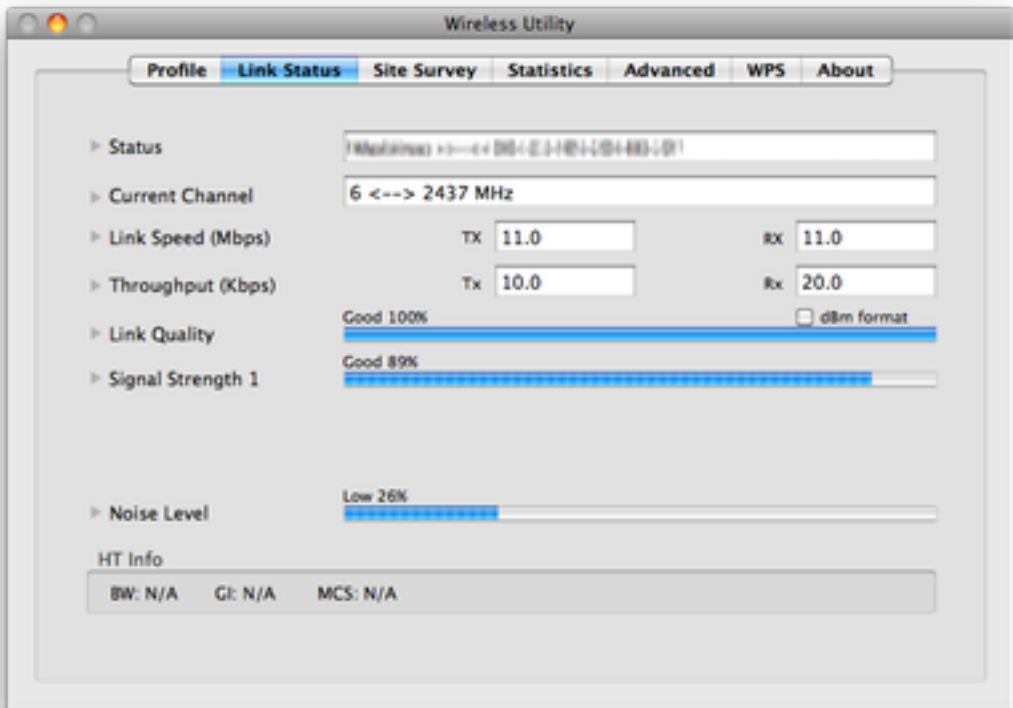 Wireless Utility
Profile Link Status Site Survey Statistics Advanced WPS About
Status
Current Channel 6 <--> 2437 MHz
Link Speed (Mbps) TX 11.0 RX 11.0
Throughput (Kbps) Tx 10.0 Rx 20.0
Good 100% dBm format
Link Quality
Good 89%
Signal Strength 1
Low 26%
Noise Level
HT Info
BW: N/A GI: N/A MCS: N/A